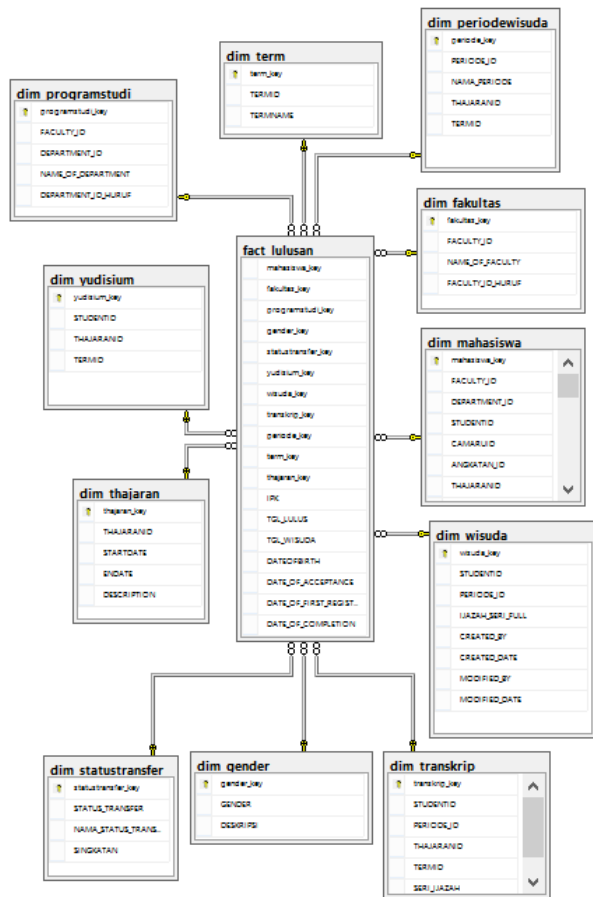 dim_periodewisuda
periode_key
PERIODE_ID
NAMA_PERIODE
THAJARANID
TERMID
dim_term
term_key
TERMID
TERMNAME
dim_programstudi
programstudi_key
FACULTY_ID
DEPARTMENT_ID
NAME_OF_DEPARTMENT
DEPARTMENT_ID_HURUF
dim_fakultas
fakultas_key
FACULTY_ID
NAME_OF_FACULTY
FACULTY_ID_HURUF
fact_lulusan
mahasiswa_key
fakultas_key
programstudi_key
gender_key
statustransfer_key
yudisium_key
wisuda_key
transkrip_key
periode_key
term_key
thajaran_key
IPK
TGL_LULUS
TGL_WISUDA
DATEOFBIRTH
DATE_OF_ACCEPTANCE
DATE_OF_FIRST_REGIST...
DATE_OF_COMPLETION
dim_yudisium
yudisium_key
STUDENTID
THAJARANID
TERMID
dim_mahasiswa
mahasiswa_key
FACULTY_ID
DEPARTMENT_ID
STUDENTID
CAMARUID
ANGKATAN_ID
THAJARANID
dim_thajaran
thajaran_key
THAJARANID
STARTDATE
ENDATE
DESCRIPTION
dim_wisuda
wisuda_key
STUDENTID
PERIODE_ID
IJAZAH_SERI_FULL
CREATED_BY
CREATED_DATE
MODIFIED_BY
MODIFIED_DATE
dim_statustransfer
statustransfer_key
STATUS_TRANSFER
NAMA_STATUS_TRANS...
SINGKATAN
dim_gender
gender_key
GENDER
DESKRIPSI
dim_transkrip
transkrip_key
STUDENTID
PERIODE_ID
THAJARANID
TERMID
SERI_IJAZAH